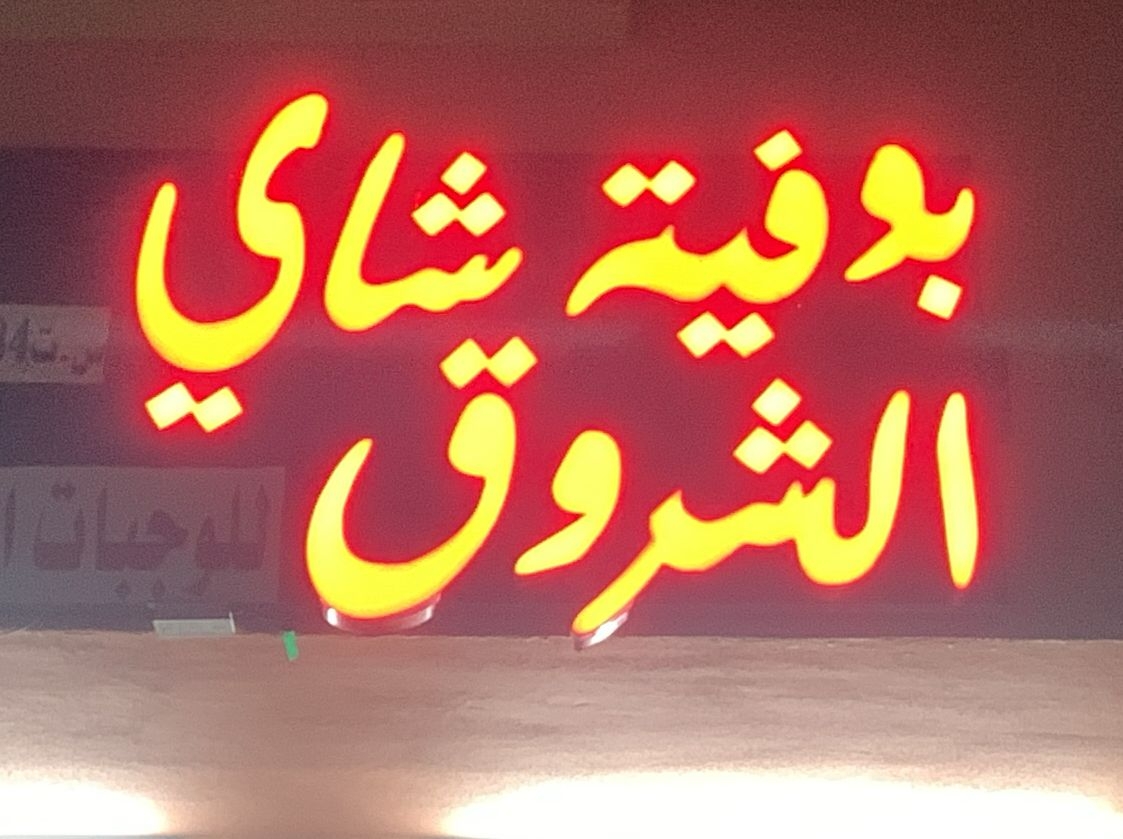 بوفية شاي
الشروق
للوجبات